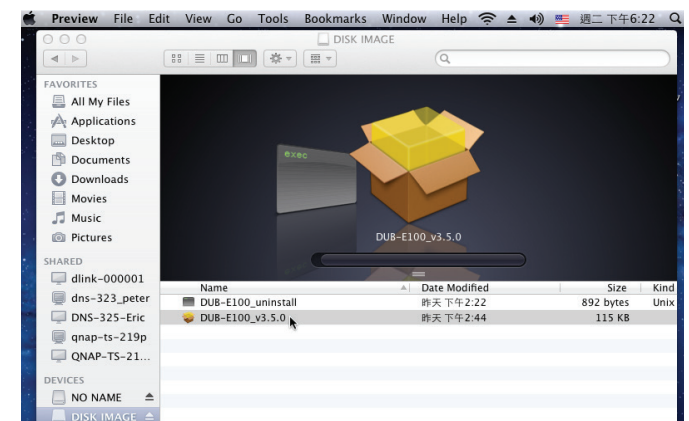 Preview File Edit View Go Tools Bookmarks Window Help 週二 下午6:22
DISK IMAGE
FAVORITES
All My Files
Applications
Desktop
Documents
Downloads
Movies
Music
Pictures
SHARED
dlink-000001
dns-323_peter
DNS-325-Eric
qnap-ts-219p
QNAP-TS-21...
DEVICES
NO NAME
DISK IMAGE
exec
DUB-E100_v3.5.0
Name Date Modified Size Kind
DUB-E100_uninstall 昨天 下午2:22 892 bytes Unix
DUB-E100_v3.5.0 昨天 下午2:44 115 KB